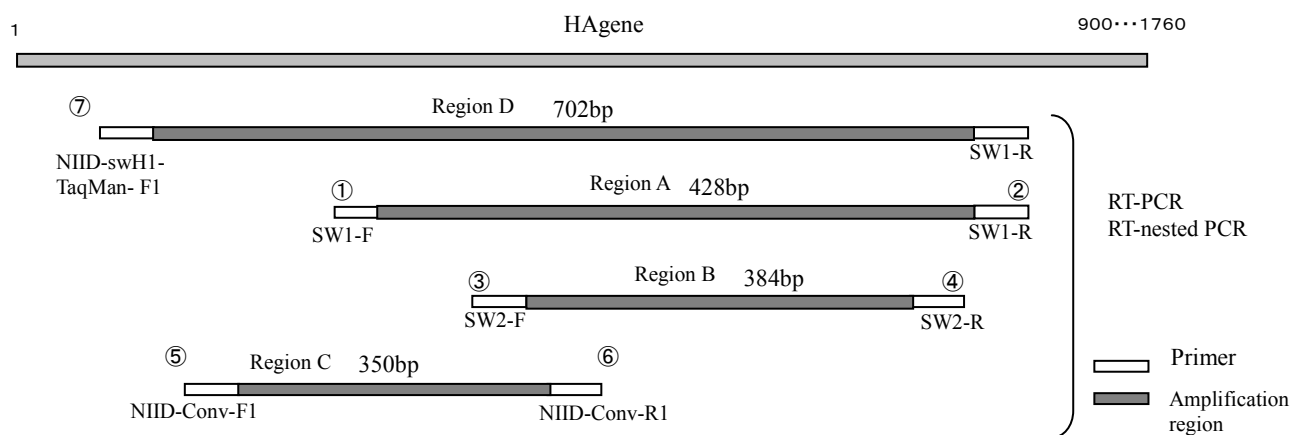 1
HAgene
900···1760
⑦
Region D 702bp
NIID-swH1-
TaqMan- F1
SW1-R
①
Region A 428bp
②
SW1-F
SW1-R
RT-PCR
RT-nested PCR
③
Region B 384bp
④
SW2-F
SW2-R
⑤
Region C 350bp
⑥
NIID-Conv-F1
NIID-Conv-R1
Primer
Amplification
region